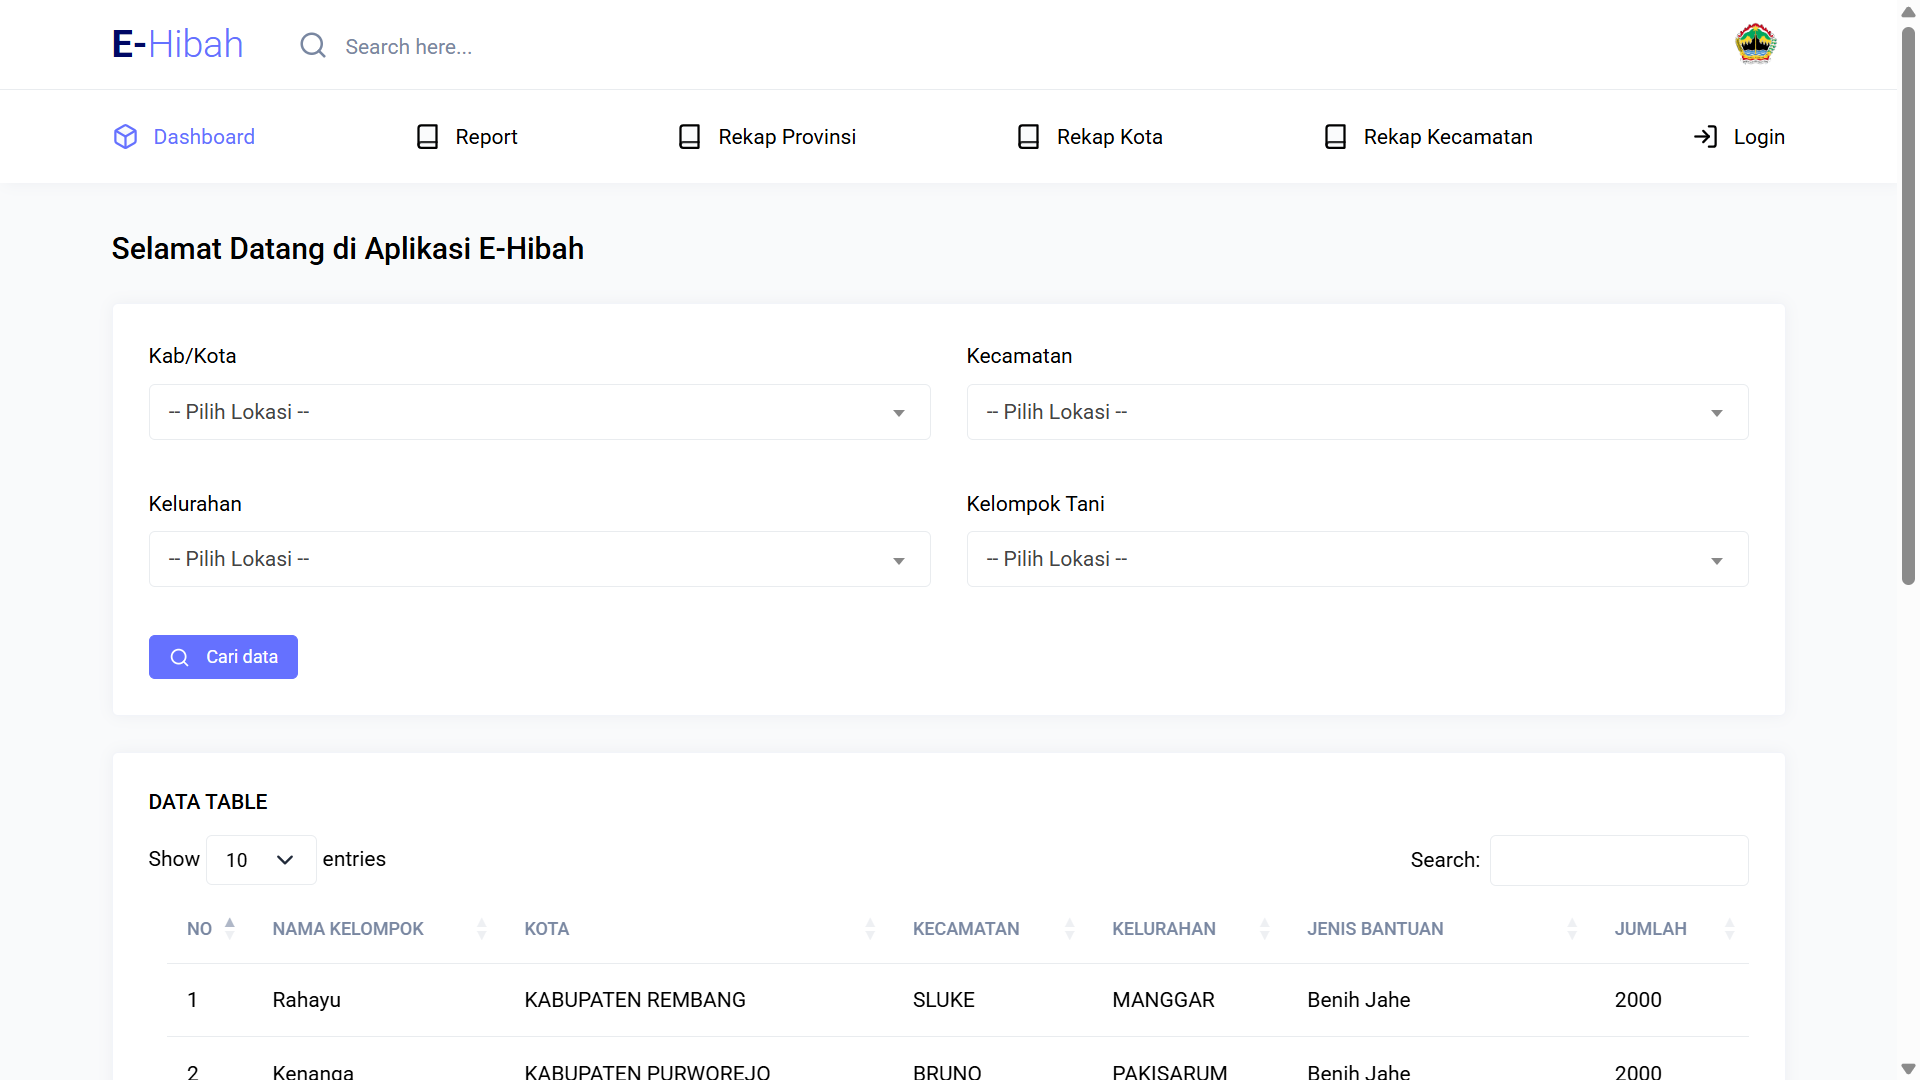 E-Hibah
Search here...
Dashboard
Report
Rekap Provinsi
Rekap Kota
Rekap Kecamatan
Login
Selamat Datang di Aplikasi E-Hibah
Kab/Kota
Kecamatan
-- Pilih Lokasi --
-- Pilih Lokasi --
Kelurahan
Kelompok Tani
-- Pilih Lokasi --
-- Pilih Lokasi --
Cari data
DATA TABLE
Show 10 entries
Search:
NO NAMA KELOMPOK KOTA KECAMATAN KELURAHAN JENIS BANTUAN JUMLAH
1 Rahayu KABUPATEN REMBANG SLUKE MANGGAR Benih Jahe 2000
2 Kenanga KABUPATEN PURWOREJO BRUNO PAKISARUM Benih Jahe 2000